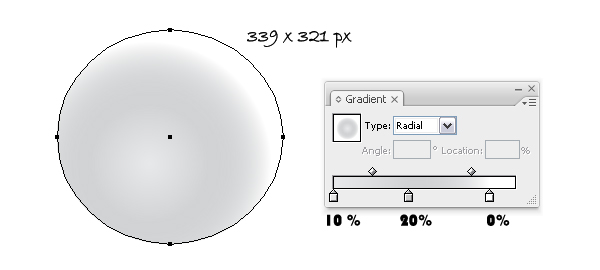 339 x 321 px
Gradient
Type: Radial
Angle: ° Location: %
10 % 20% 0%